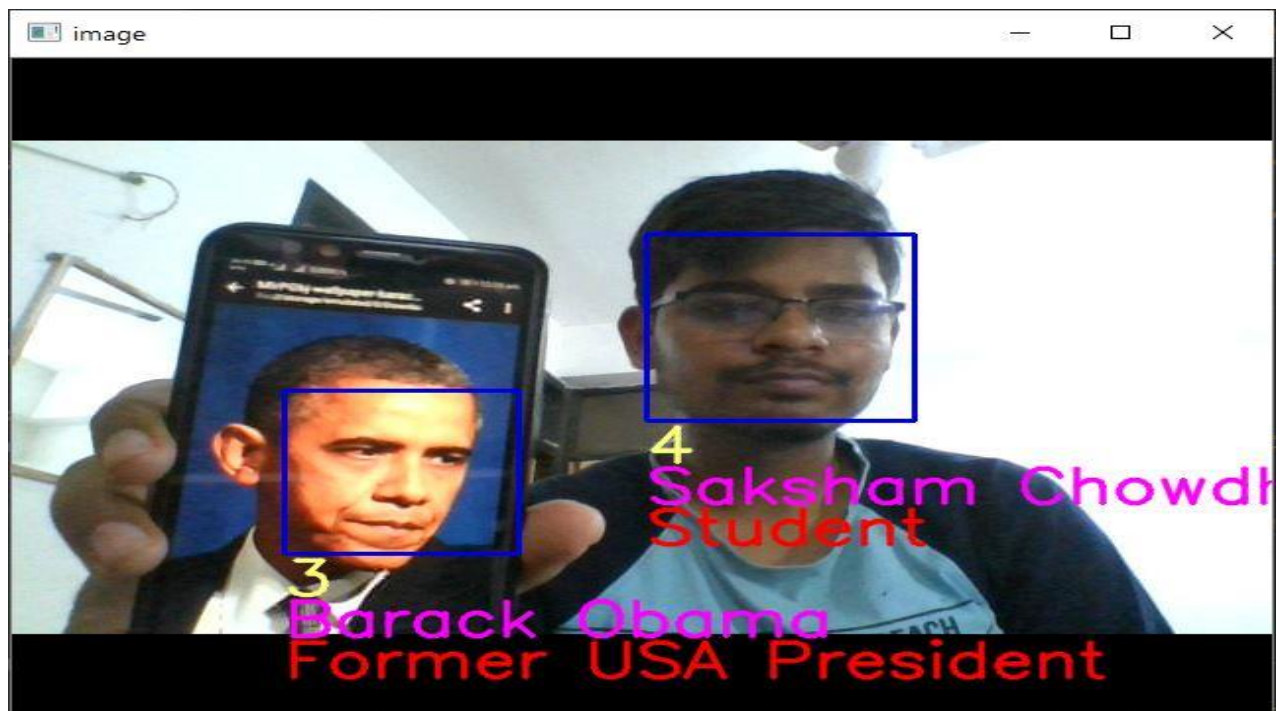 image
4
Saksham Chowdh
Student
3
Barack Obama
Former USA President